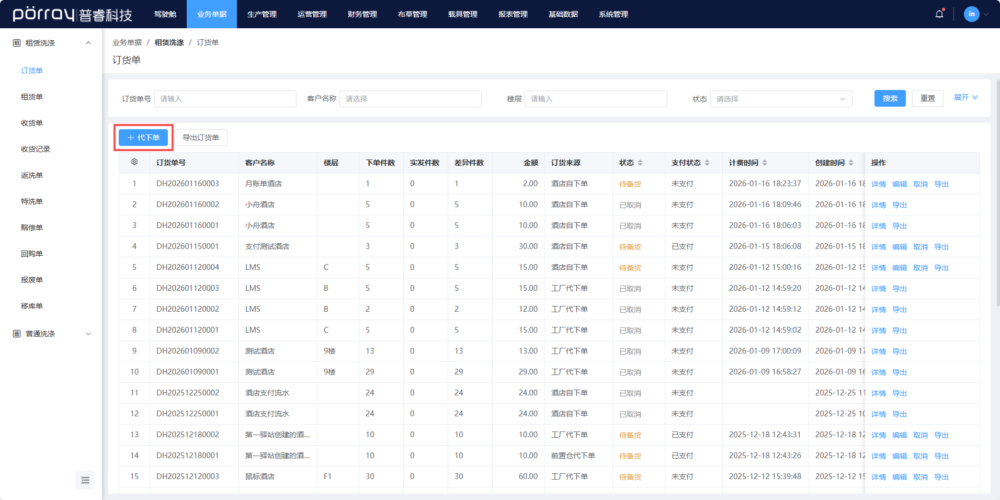 pörray|普睿科技 驾驶舱 业务单据 生产管理 运营管理 财务管理 布草管理 载具管理 报表管理 基础数据 系统管理 in
租 租赁洗涤
订货单
租货单
收货单
收货记录
返洗单
特洗单
赔偿单
回购单
报废单
移库单
普 普通洗涤
业务单据 / 租赁洗涤 / 订货单
订货单
订货单号 请输入 客户名称 请选择 楼层 请输入 状态 请选择 搜索 重置 展开
代下单 导出订货单
订货单号 客户名称 楼层 下单件数 实发件数 差异件数 金额 订货来源 状态 支付状态 计费时间 创建时间 操作
1 DH202601160003 月账单酒店 1 0 1 2.00 酒店自下单 待备货 未支付 2026-01-16 18:23:37 2026-01-16 18 详情 编辑 取消 导出
2 DH202601160002 小舟酒店 5 0 5 10.00 酒店自下单 已取消 未支付 2026-01-16 18:09:46 2026-01-16 18 详情 导出
3 DH202601160001 小舟酒店 5 0 5 10.00 酒店自下单 已取消 未支付 2026-01-16 18:06:03 2026-01-16 18 详情 导出
4 DH202601150001 支付测试酒店 3 0 3 30.00 酒店自下单 待备货 已支付 2026-01-15 18:06:08 2026-01-15 18 详情 编辑 取消 导出
5 DH202601120004 LMS C 5 0 5 15.00 酒店自下单 待备货 未支付 2026-01-12 15:00:16 2026-01-12 15 详情 编辑 取消 导出
6 DH202601120003 LMS B 5 0 5 15.00 工厂代下单 已取消 未支付 2026-01-12 14:59:20 2026-01-12 14 详情 导出
7 DH202601120002 LMS B 2 0 2 12.00 工厂代下单 已取消 未支付 2026-01-12 14:59:12 2026-01-12 14 详情 导出
8 DH202601120001 LMS C 5 0 5 15.00 工厂代下单 已取消 未支付 2026-01-12 14:59:02 2026-01-12 14 详情 导出
9 DH202601090002 测试酒店 9楼 13 0 13 13.00 工厂代下单 已取消 未支付 2026-01-09 17:00:09 2026-01-09 17 详情 导出
10 DH202601090001 测试酒店 9楼 29 0 29 29.00 工厂代下单 已取消 未支付 2026-01-09 16:58:27 2026-01-09 16 详情 导出
11 DH202512250002 酒店支付流水 24 0 24 24.00 酒店自下单 已取消 未支付 2025-12-25 11 详情 导出
12 DH202512250001 酒店支付流水 24 0 24 24.00 酒店自下单 已取消 未支付 2025-12-25 10 详情 导出
13 DH202512180002 第一驿站创建的酒... 10 0 10 10.00 工厂代下单 待备货 已支付 2025-12-18 12:43:31 2025-12-18 12 详情 编辑 取消 导出
14 DH202512180001 第一驿站创建的酒... 10 0 10 10.00 前置仓代下单 待备货 已支付 2025-12-18 12:43:26 2025-12-18 12 详情 编辑 取消 导出
15 DH202512120003 鼠标酒店 F1 30 0 30 60.00 工厂代下单 待备货 未支付 2025-12-12 15:39:48 2025-12-12 15 详情 编辑 取消 导出